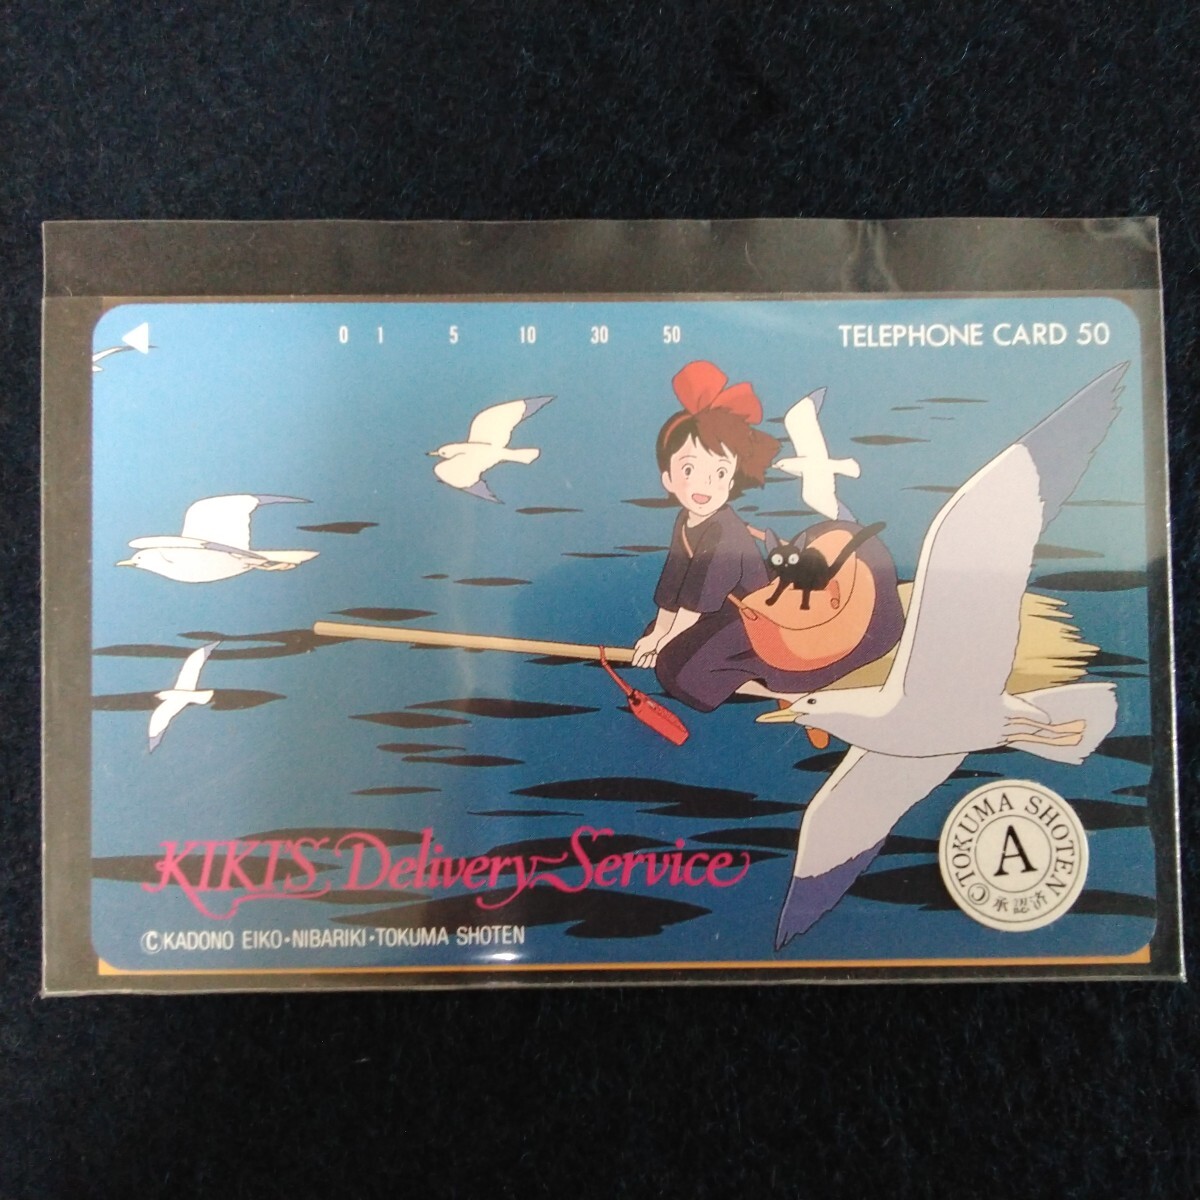 0 1 5 10 30 50
TELEPHONE CARD 50
KIKI'S Delivery Service
©KADONO EIKO・NIBARIKI・TOKUMA SHOTEN
©TOKUMA SHOTEN
A
承認済